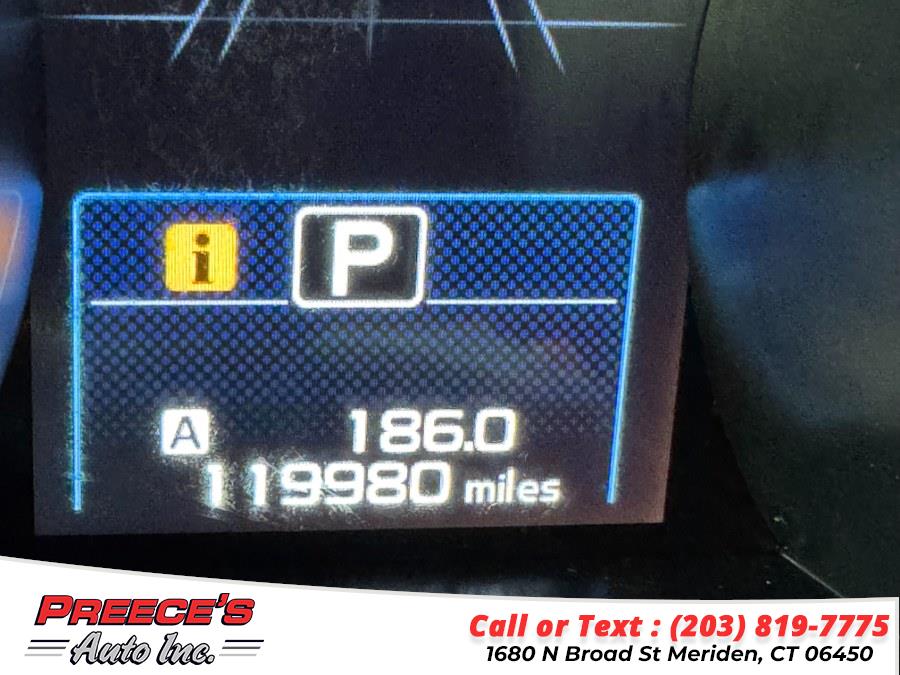 i P
A 186.0
119980 miles
PREECE'S
Auto Inc.
Call or Text : (203) 819-7775
1680 N Broad St Meriden, CT 06450